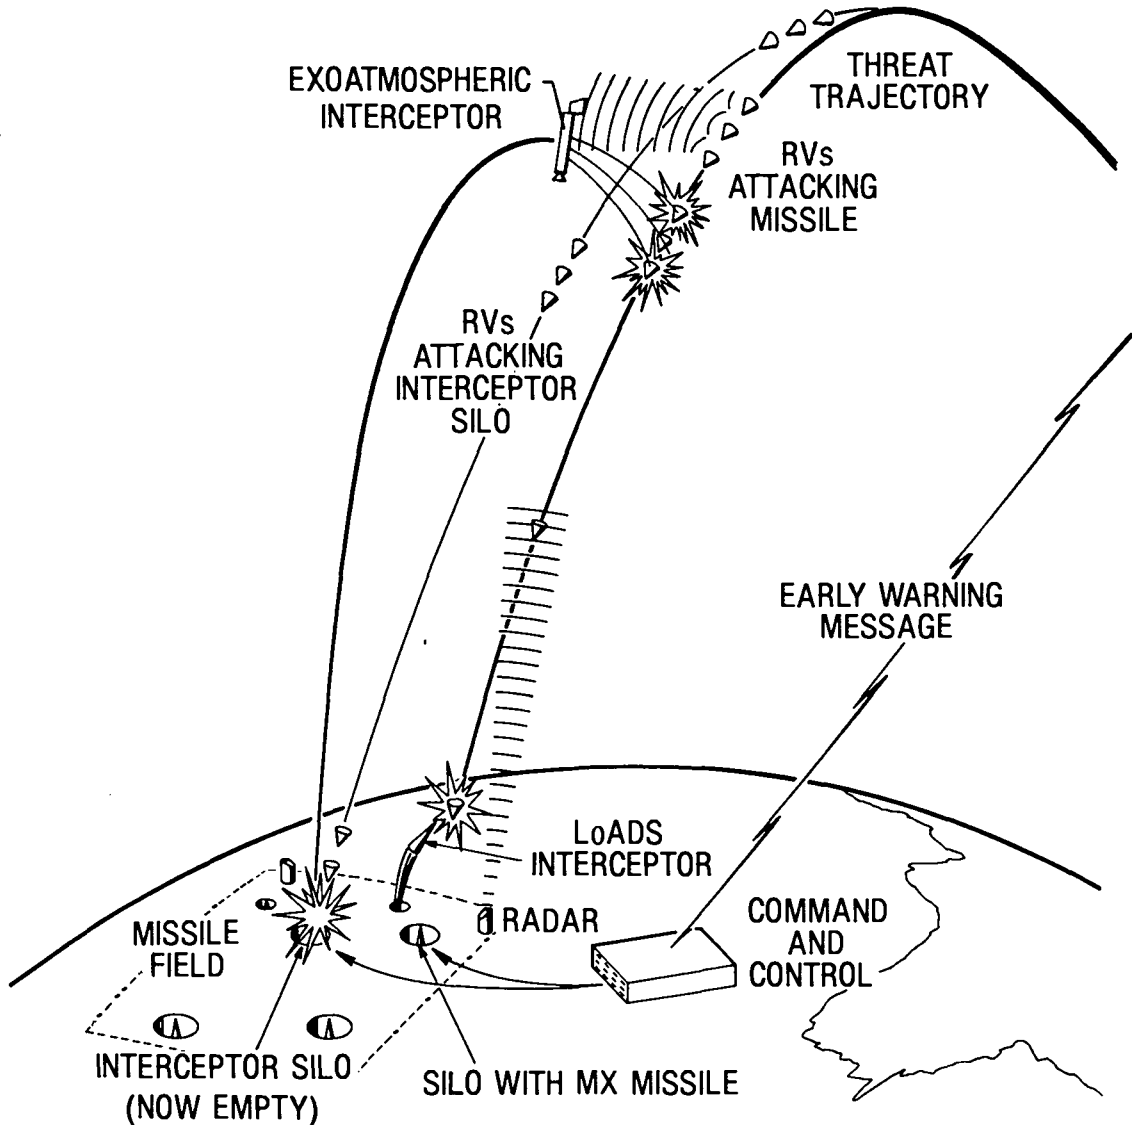 EXOATMOSPHERIC
INTERCEPTOR
THREAT
TRAJECTORY
RVs
ATTACKING
MISSILE
RVs
ATTACKING
INTERCEPTOR
SILO
EARLY WARNING
MESSAGE
LoADS
INTERCEPTOR
MISSILE
FIELD
RADAR
COMMAND
AND
CONTROL
INTERCEPTOR SILO
(NOW EMPTY)
SILO WITH MX MISSILE